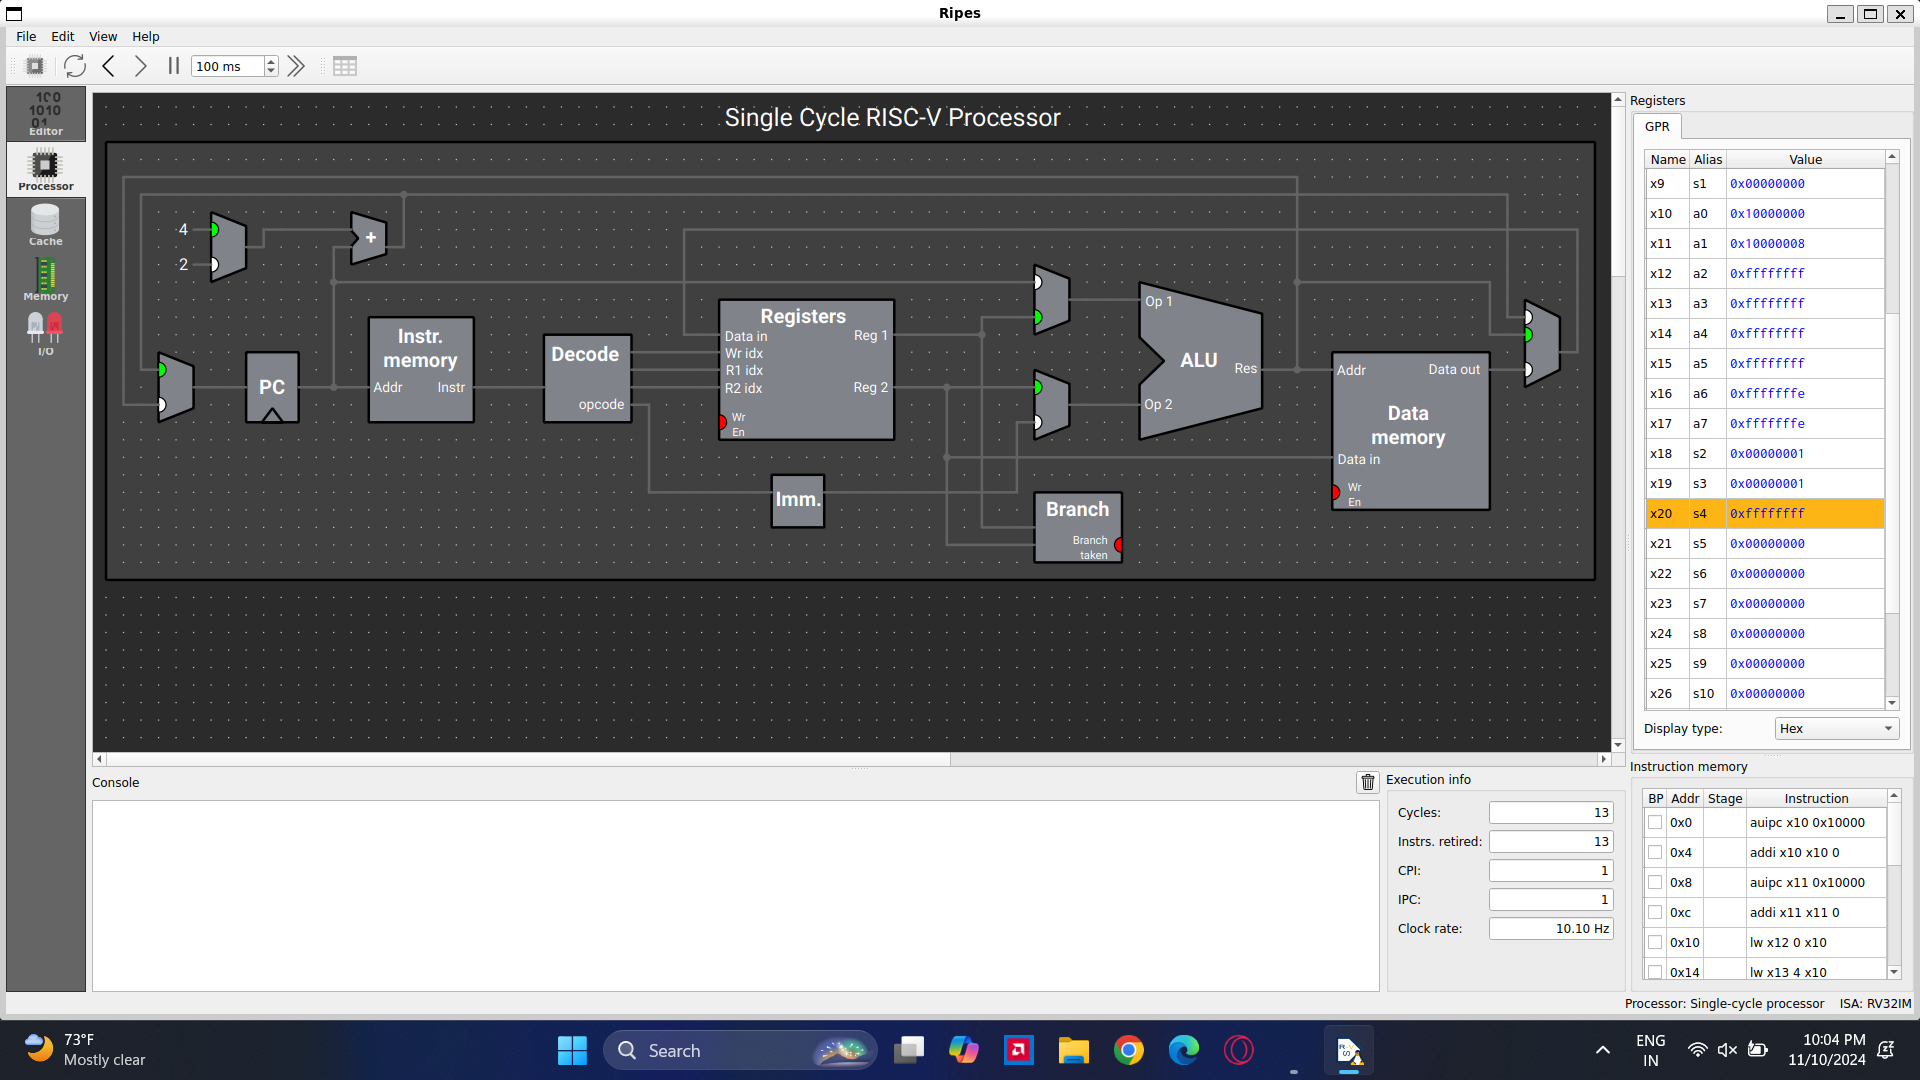 Ripes
File Edit View Help
100 ms
Editor
Processor
Cache
Memory
I/O
Single Cycle RISC-V Processor
4
2
+
PC
Instr.
memory
Addr Instr
Decode
opcode
Registers
Data in Reg 1
Wr idx
R1 idx
R2 idx Reg 2
Wr
En
Imm.
Op 1
ALU
Res
Op 2
Branch
Branch
taken
Addr Data out
Data
memory
Data in
Wr
En
Registers
GPR
Name Alias Value
x9 s1 0x00000000
x10 a0 0x10000000
x11 a1 0x10000008
x12 a2 0xffffffff
x13 a3 0xffffffff
x14 a4 0xffffffff
x15 a5 0xffffffff
x16 a6 0xfffffffe
x17 a7 0xfffffffe
x18 s2 0x00000001
x19 s3 0x00000001
x20 s4 0xffffffff
x21 s5 0x00000000
x22 s6 0x00000000
x23 s7 0x00000000
x24 s8 0x00000000
x25 s9 0x00000000
x26 s10 0x00000000
Display type: Hex
Console
Execution info
Cycles: 13
Instrs. retired: 13
CPI: 1
IPC: 1
Clock rate: 10.10 Hz
Instruction memory
BP Addr Stage Instruction
0x0 auipc x10 0x10000
0x4 addi x10 x10 0
0x8 auipc x11 0x10000
0xc addi x11 x11 0
0x10 lw x12 0 x10
0x14 lw x13 4 x10
Processor: Single-cycle processor ISA: RV32IM
73°F
Mostly clear
Search
ENG
IN
10:04 PM
11/10/2024